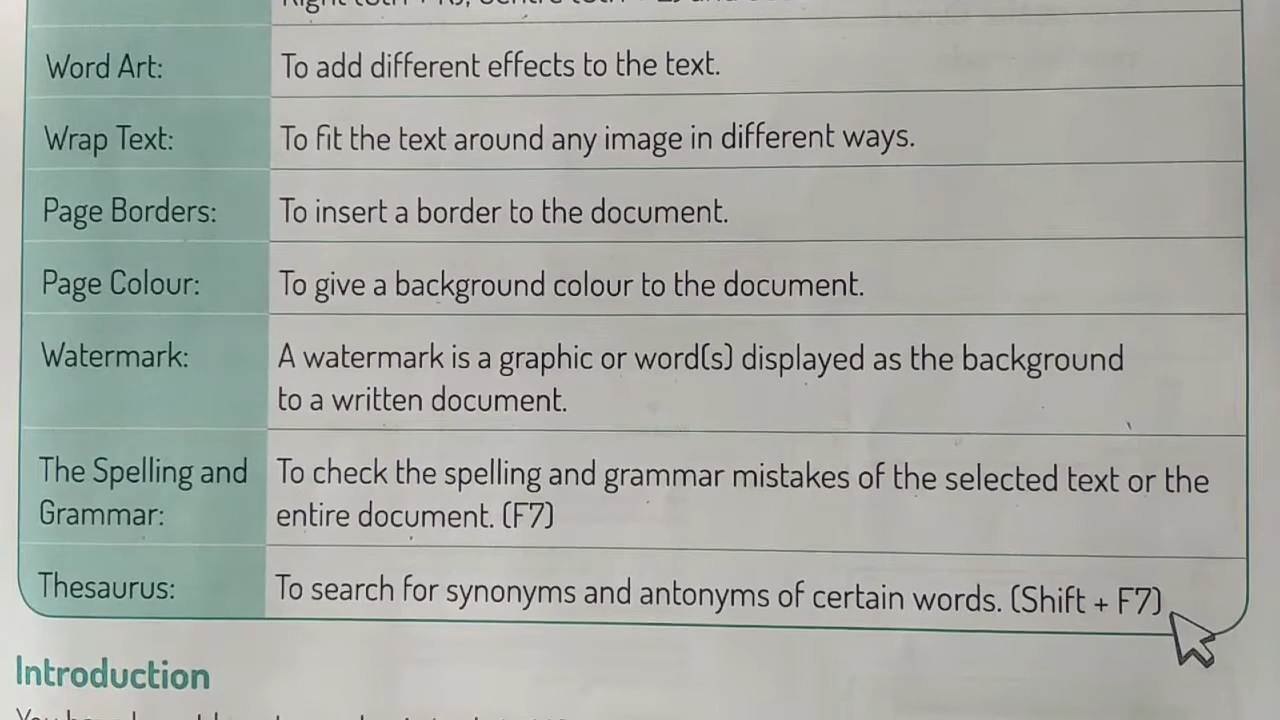 Word Art: To add different effects to the text.
Wrap Text: To fit the text around any image in different ways.
Page Borders: To insert a border to the document.
Page Colour: To give a background colour to the document.
Watermark: A watermark is a graphic or word(s) displayed as the background
to a written document.
The Spelling and To check the spelling and grammar mistakes of the selected text or the
Grammar: entire document. (F7)
Thesaurus: To search for synonyms and antonyms of certain words. (Shift + F7)
Introduction